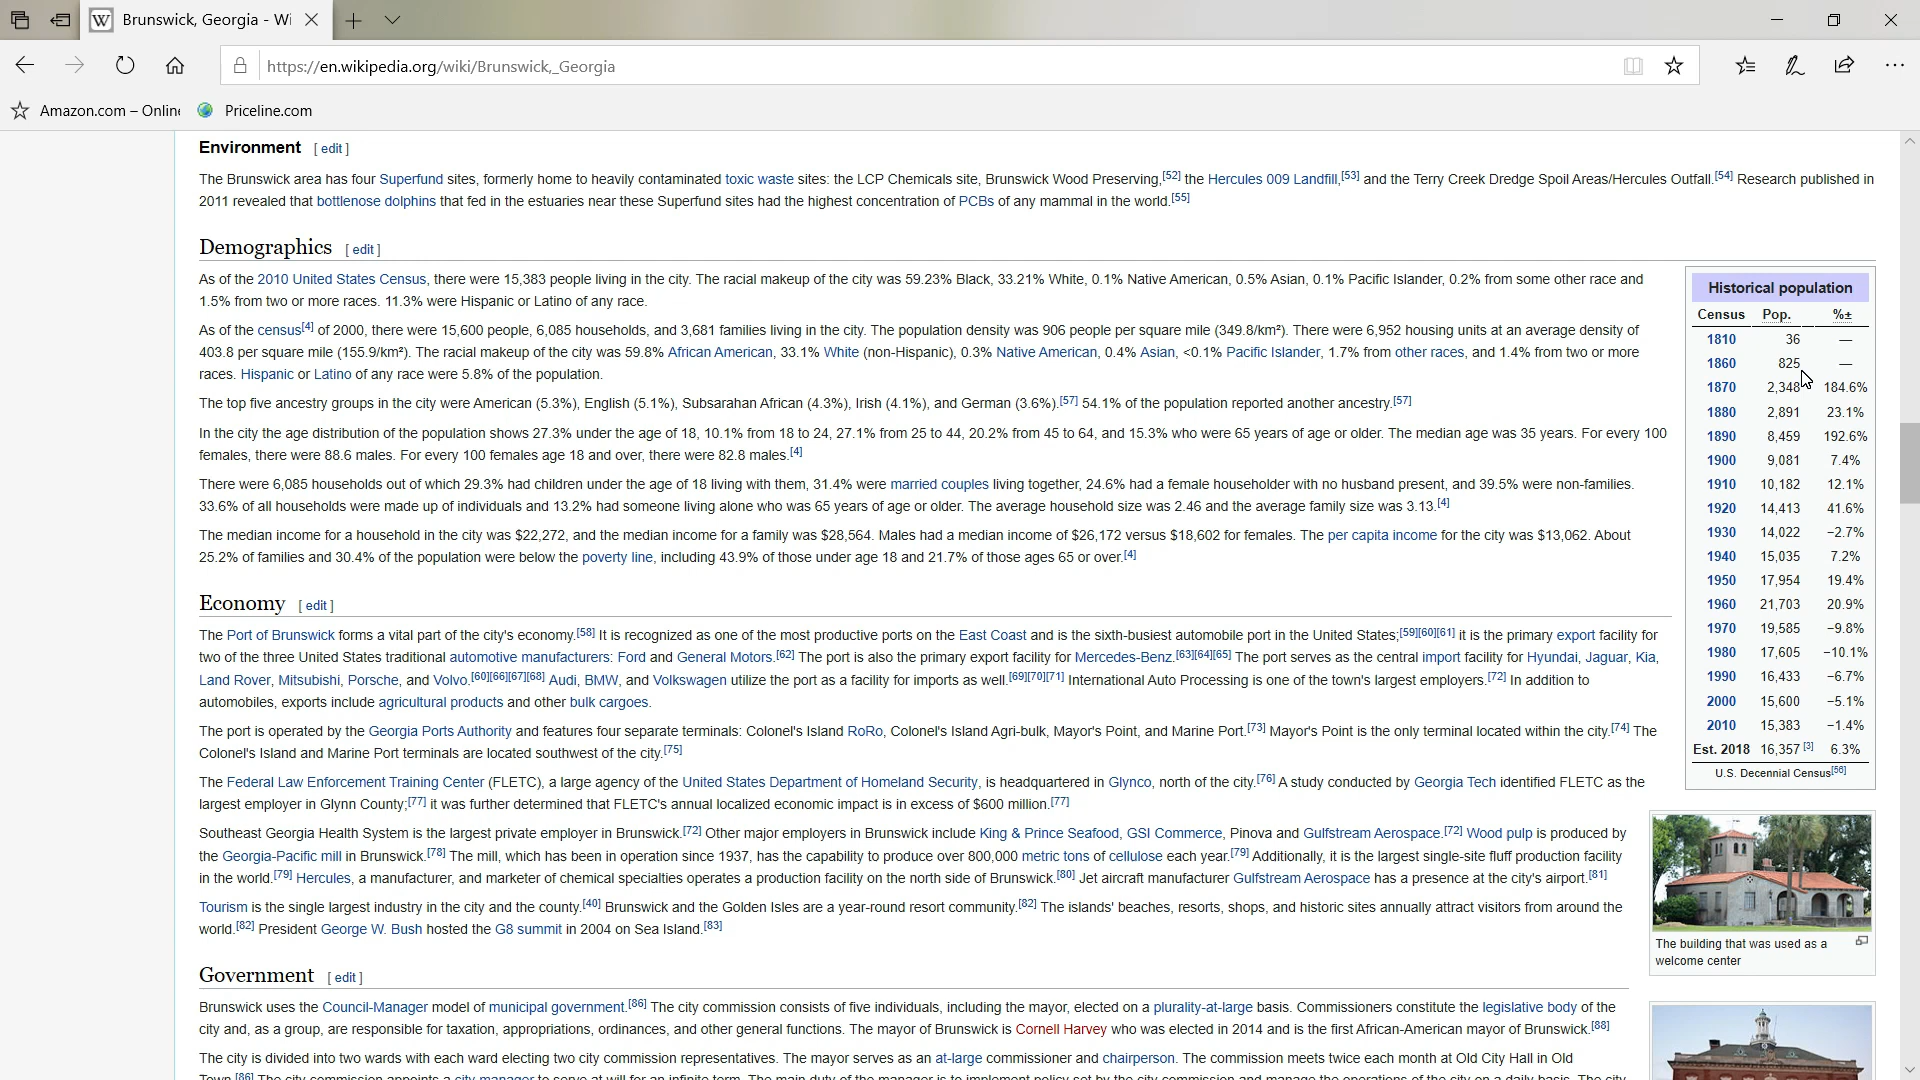 Brunswick, Georgia - Wi
https://en.wikipedia.org/wiki/Brunswick,_Georgia
Amazon.com – Online
Priceline.com
Environment [ edit ]
The Brunswick area has four Superfund sites, formerly home to heavily contaminated toxic waste sites: the LCP Chemicals site, Brunswick Wood Preserving,[52] the Hercules 009 Landfill,[53] and the Terry Creek Dredge Spoil Areas/Hercules Outfall.[54] Research published in
2011 revealed that bottlenose dolphins that fed in the estuaries near these Superfund sites had the highest concentration of PCBs of any mammal in the world.[55]
Demographics [ edit ]
As of the 2010 United States Census, there were 15,383 people living in the city. The racial makeup of the city was 59.23% Black, 33.21% White, 0.1% Native American, 0.5% Asian, 0.1% Pacific Islander, 0.2% from some other race and
1.5% from two or more races. 11.3% were Hispanic or Latino of any race.
As of the census[4] of 2000, there were 15,600 people, 6,085 households, and 3,681 families living in the city. The population density was 906 people per square mile (349.8/km²). There were 6,952 housing units at an average density of
403.8 per square mile (155.9/km²). The racial makeup of the city was 59.8% African American, 33.1% White (non-Hispanic), 0.3% Native American, 0.4% Asian, <0.1% Pacific Islander, 1.7% from other races, and 1.4% from two or more
races. Hispanic or Latino of any race were 5.8% of the population.
The top five ancestry groups in the city were American (5.3%), English (5.1%), Subsarahan African (4.3%), Irish (4.1%), and German (3.6%).[57] 54.1% of the population reported another ancestry.[57]
In the city the age distribution of the population shows 27.3% under the age of 18, 10.1% from 18 to 24, 27.1% from 25 to 44, 20.2% from 45 to 64, and 15.3% who were 65 years of age or older. The median age was 35 years. For every 100
females, there were 88.6 males. For every 100 females age 18 and over, there were 82.8 males.[4]
There were 6,085 households out of which 29.3% had children under the age of 18 living with them, 31.4% were married couples living together, 24.6% had a female householder with no husband present, and 39.5% were non-families.
33.6% of all households were made up of individuals and 13.2% had someone living alone who was 65 years of age or older. The average household size was 2.46 and the average family size was 3.13.[4]
The median income for a household in the city was $22,272, and the median income for a family was $28,564. Males had a median income of $26,172 versus $18,602 for females. The per capita income for the city was $13,062. About
25.2% of families and 30.4% of the population were below the poverty line, including 43.9% of those under age 18 and 21.7% of those ages 65 or over.[4]
Historical population
Census Pop. %±
1810 36 —
1860 825 —
1870 2,348 184.6%
1880 2,891 23.1%
1890 8,459 192.6%
1900 9,081 7.4%
1910 10,182 12.1%
1920 14,413 41.6%
1930 14,022 −2.7%
1940 15,035 7.2%
1950 17,954 19.4%
1960 21,703 20.9%
1970 19,585 −9.8%
1980 17,605 −10.1%
1990 16,433 −6.7%
2000 15,600 −5.1%
2010 15,383 −1.4%
Est. 2018 16,357 [3] 6.3%
U.S. Decennial Census[56]
Economy [ edit ]
The Port of Brunswick forms a vital part of the city's economy.[58] It is recognized as one of the most productive ports on the East Coast and is the sixth-busiest automobile port in the United States;[59][60][61] it is the primary export facility for
two of the three United States traditional automotive manufacturers: Ford and General Motors.[62] The port is also the primary export facility for Mercedes-Benz.[63][64][65] The port serves as the central import facility for Hyundai, Jaguar, Kia,
Land Rover, Mitsubishi, Porsche, and Volvo.[60][66][67][68] Audi, BMW, and Volkswagen utilize the port as a facility for imports as well.[69][70][71] International Auto Processing is one of the town's largest employers.[72] In addition to
automobiles, exports include agricultural products and other bulk cargoes.
The port is operated by the Georgia Ports Authority and features four separate terminals: Colonel's Island RoRo, Colonel's Island Agri-bulk, Mayor's Point, and Marine Port.[73] Mayor's Point is the only terminal located within the city.[74] The
Colonel's Island and Marine Port terminals are located southwest of the city.[75]
The Federal Law Enforcement Training Center (FLETC), a large agency of the United States Department of Homeland Security, is headquartered in Glynco, north of the city.[76] A study conducted by Georgia Tech identified FLETC as the
largest employer in Glynn County;[77] it was further determined that FLETC's annual localized economic impact is in excess of $600 million.[77]
Southeast Georgia Health System is the largest private employer in Brunswick.[72] Other major employers in Brunswick include King & Prince Seafood, GSI Commerce, Pinova and Gulfstream Aerospace.[72] Wood pulp is produced by
the Georgia-Pacific mill in Brunswick.[78] The mill, which has been in operation since 1937, has the capability to produce over 800,000 metric tons of cellulose each year.[79] Additionally, it is the largest single-site fluff production facility
in the world.[79] Hercules, a manufacturer, and marketer of chemical specialties operates a production facility on the north side of Brunswick.[80] Jet aircraft manufacturer Gulfstream Aerospace has a presence at the city's airport.[81]
Tourism is the single largest industry in the city and the county.[40] Brunswick and the Golden Isles are a year-round resort community.[82] The islands' beaches, resorts, shops, and historic sites annually attract visitors from around the
world.[82] President George W. Bush hosted the G8 summit in 2004 on Sea Island.[83]
The building that was used as a
welcome center
Government [ edit ]
Brunswick uses the Council-Manager model of municipal government.[86] The city commission consists of five individuals, including the mayor, elected on a plurality-at-large basis. Commissioners constitute the legislative body of the
city and, as a group, are responsible for taxation, appropriations, ordinances, and other general functions. The mayor of Brunswick is Cornell Harvey who was elected in 2014 and is the first African-American mayor of Brunswick.[88]
The city is divided into two wards with each ward electing two city commission representatives. The mayor serves as an at-large commissioner and chairperson. The commission meets twice each month at Old City Hall in Old
Town.[86] The city commission appoints a city manager to serve at will for an infinite term. The main duty of the manager is to implement policy set by the city commission and manage the operations of the city on a daily basis. The city